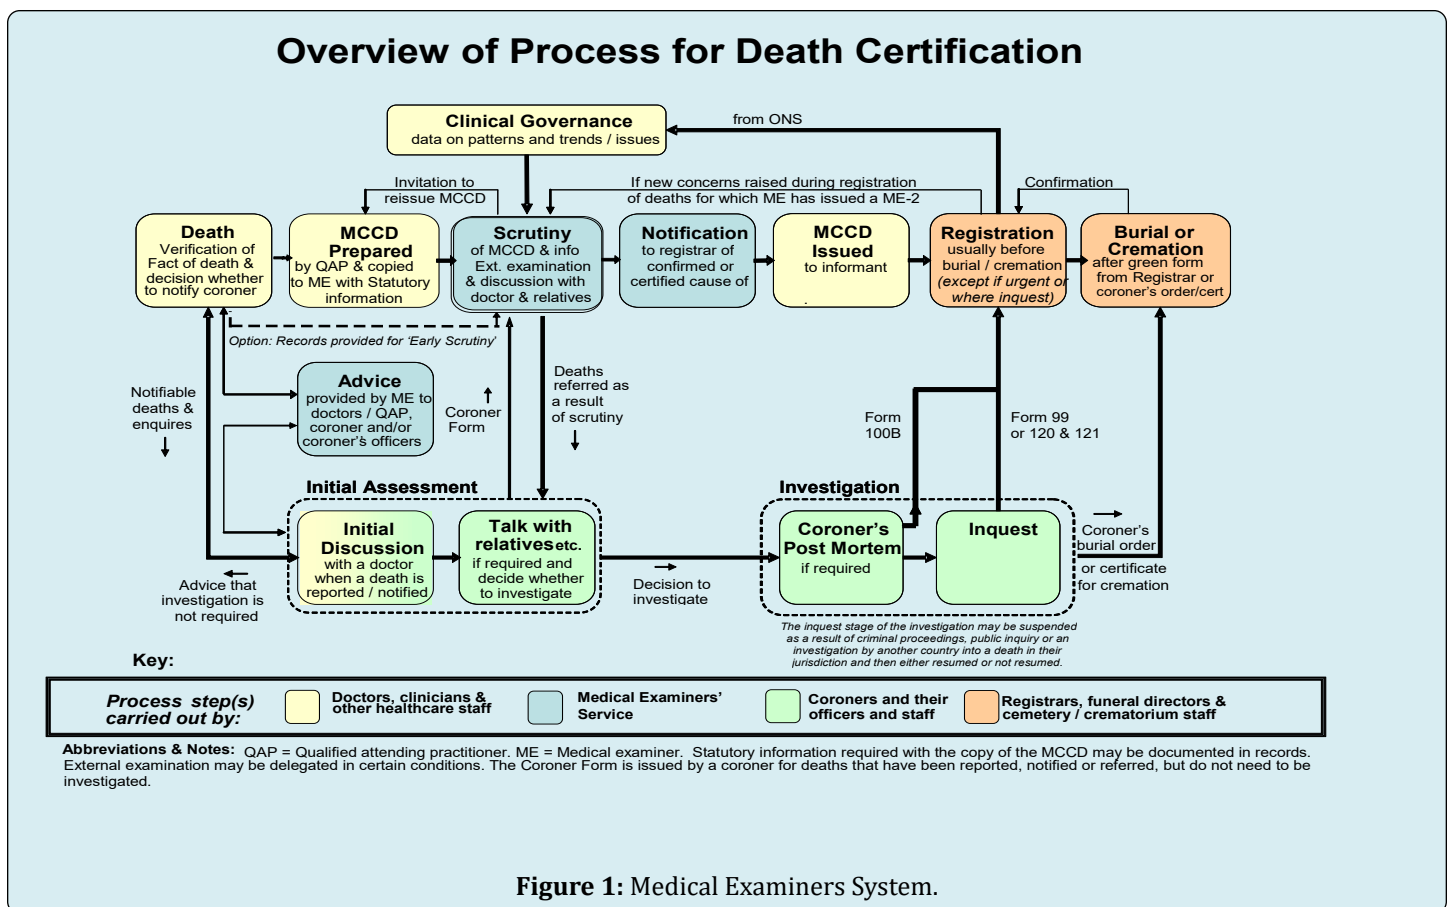 Overview of Process for Death Certification
Clinical Governance
data on patterns and trends / issues
from ONS
Invitation to
reissue MCCD
If new concerns raised during registration
of deaths for which ME has issued a ME-2
Confirmation
Death
Verification of
Fact of death &
decision whether
to notify coroner
MCCD
Prepared
by QAP & copied
to ME with Statutory
information
Scrutiny
of MCCD & info
Ext. examination
& discussion with
doctor & relatives
Notification
to registrar of
confirmed or
certified cause of
MCCD
Issued
to informant
.
Registration
usually before
burial / cremation
(except if urgent or
where inquest)
Burial or
Cremation
after green form
from Registrar or
coroner's order/cert
Option: Records provided for 'Early Scrutiny'
Notifiable
deaths &
enquires
Advice
provided by ME to
doctors / QAP,
coroner and/or
coroner's officers
Coroner
Form
Deaths
referred as
a result
of scrutiny
Form
100B
Form 99
or 120 & 121
Initial Assessment
Initial
Discussion
with a doctor
when a death is
reported / notified
Talk with
relatives etc.
if required and
decide whether
to investigate
Advice that
investigation is
not required
Decision to
investigate
Investigation
Coroner's
Post Mortem
if required
Inquest
Coroner's
burial order
or certificate
for cremation
The inquest stage of the investigation may be suspended
as a result of criminal proceedings, public inquiry or an
investigation by another country into a death in their
jurisdiction and then either resumed or not resumed.
Key:
Process step(s)
carried out by:
Doctors, clinicians &
other healthcare staff
Medical Examiners'
Service
Coroners and their
officers and staff
Registrars, funeral directors &
cemetery / crematorium staff
Abbreviations & Notes: QAP = Qualified attending practitioner. ME = Medical examiner. Statutory information required with the copy of the MCCD may be documented in records.
External examination may be delegated in certain conditions. The Coroner Form is issued by a coroner for deaths that have been reported, notified or referred, but do not need to be
investigated.
Figure 1: Medical Examiners System.